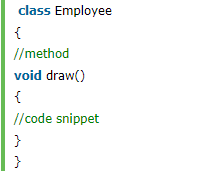 class Employee
{
//method
void draw()
{
//code snippet
}
}